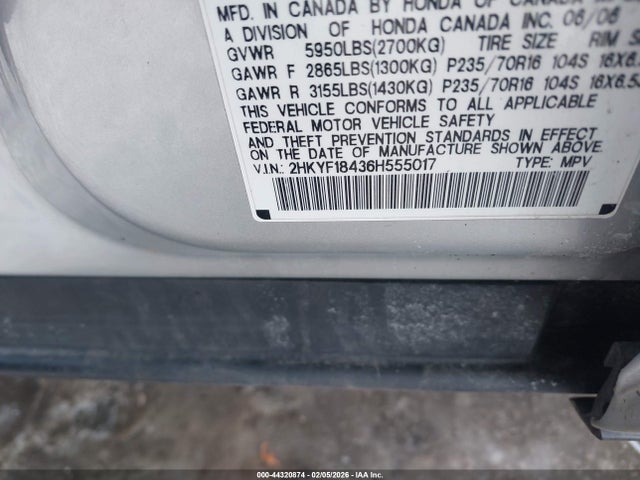 MFD. IN CANADA BY HONDA OF CANADA
A DIVISION OF HONDA CANADA INC. 06/06
GVWR 5950LBS(2700KG) TIRE SIZE RIM
GAWR F 2865LBS(1300KG) P235/70R16 104S 16X6.
GAWR R 3155LBS(1430KG) P235/70R16 104S 16X6.5
THIS VEHICLE CONFORMS TO ALL APPLICABLE
FEDERAL MOTOR VEHICLE SAFETY
AND THEFT PREVENTION STANDARDS IN EFFECT
ON THE DATE OF MANUFACTURE SHOWN ABOVE.
V.I.N.: 2HKYF18436H555017 TYPE: MPV
000-44320874 - 02/05/2026 - IAA Inc.